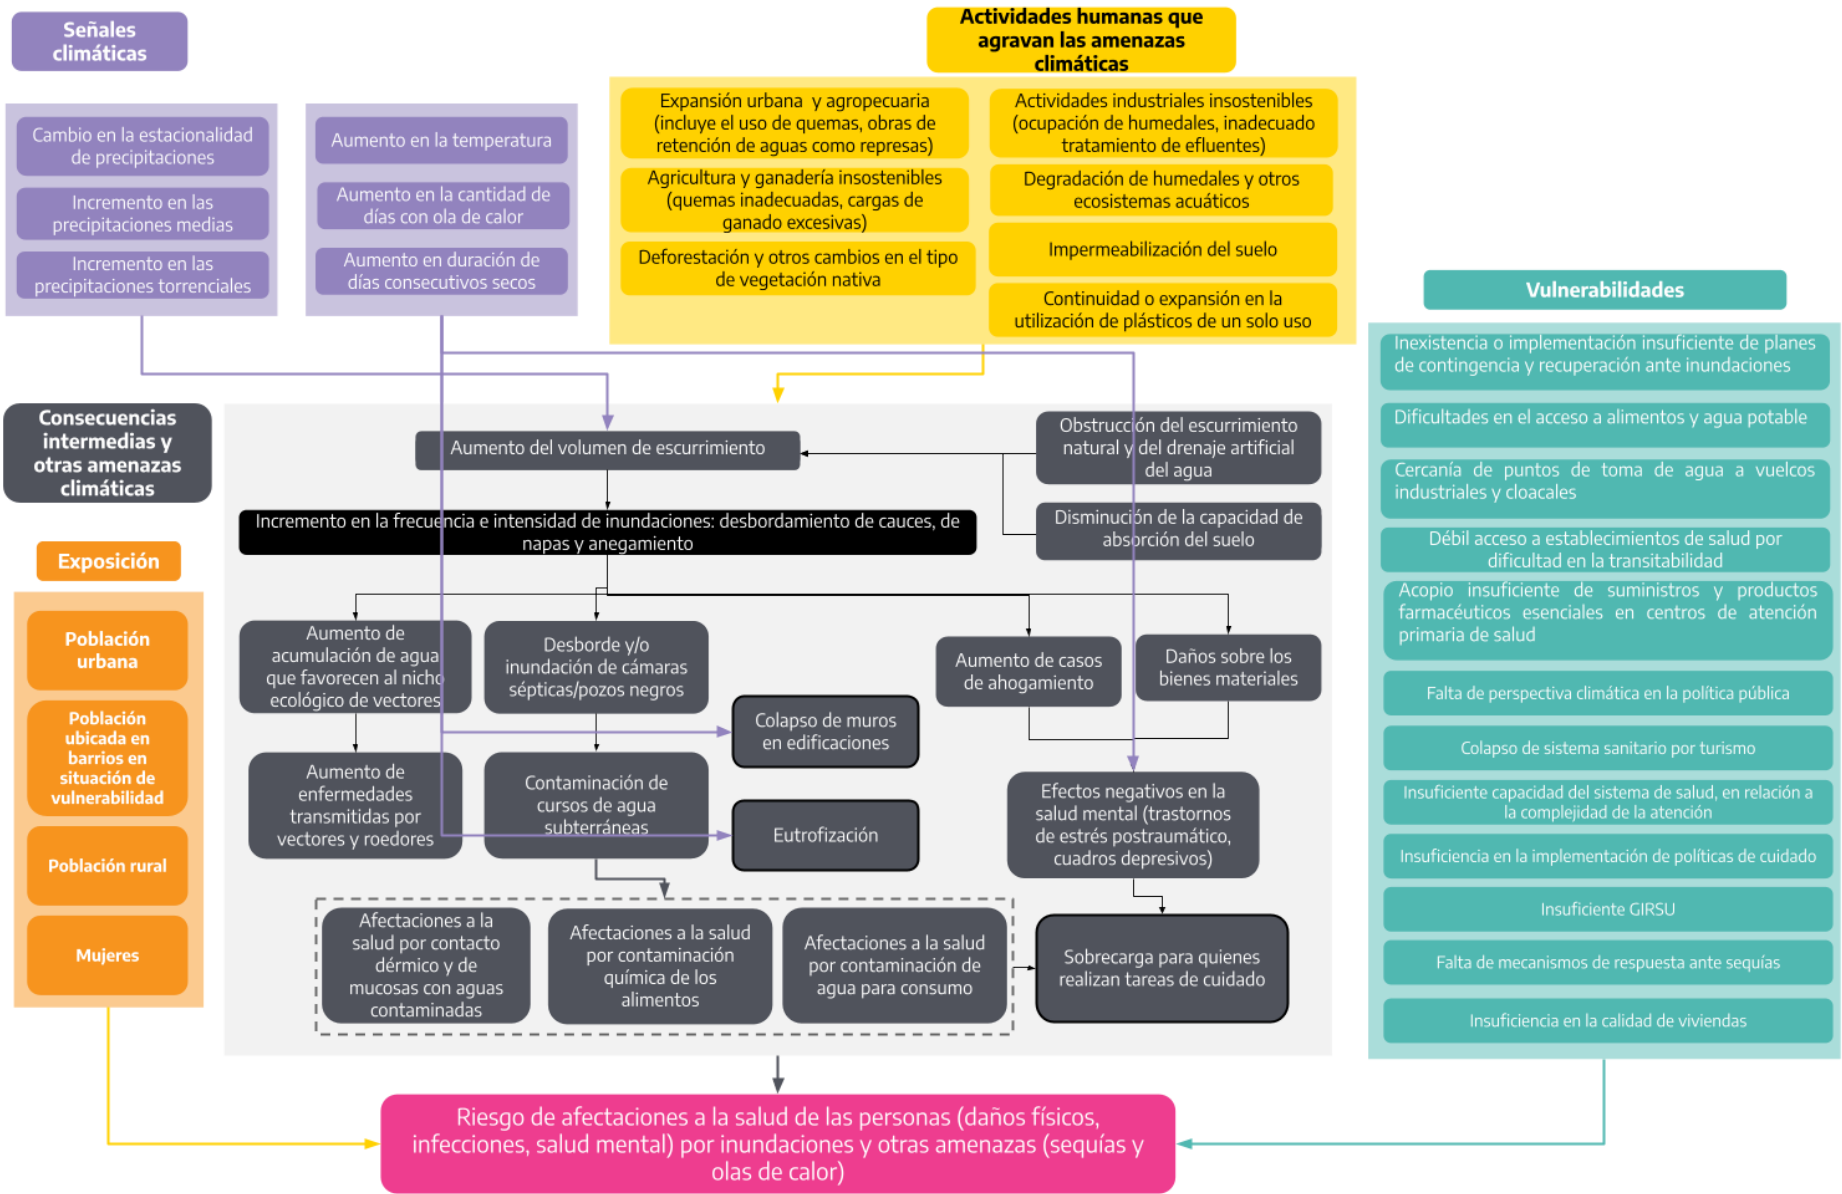 Señales
climáticas
Cambio en la estacionalidad
de precipitaciones
Incremento en las
precipitaciones medias
Incremento en las
precipitaciones torrenciales
Aumento en la temperatura
Aumento en la cantidad de
días con ola de calor
Aumento en duración de
días consecutivos secos
Actividades humanas que
agravan las amenazas
climáticas
Expansión urbana y agropecuaria
(incluye el uso de quemas, obras de
retención de aguas como represas)
Agricultura y ganadería insostenibles
(quemas inadecuadas, cargas de
ganado excesivas)
Deforestación y otros cambios en el tipo
de vegetación nativa
Actividades industriales insostenibles
(ocupación de humedales, inadecuado
tratamiento de efluentes)
Degradación de humedales y otros
ecosistemas acuáticos
Impermeabilización del suelo
Continuidad o expansión en la
utilización de plásticos de un solo uso
Vulnerabilidades
Inexistencia o implementación insuficiente de planes
de contingencia y recuperación ante inundaciones
Dificultades en el acceso a alimentos y agua potable
Cercanía de puntos de toma de agua a vuelcos
industriales y cloacales
Débil acceso a establecimientos de salud por
dificultad en la transitabilidad
Acopio insuficiente de suministros y productos
farmacéuticos esenciales en centros de atención
primaria de salud
Falta de perspectiva climática en la política pública
Colapso de sistema sanitario por turismo
Insuficiente capacidad del sistema de salud, en relación a
la complejidad de la atención
Insuficiencia en la implementación de políticas de cuidado
Insuficiente GIRSU
Falta de mecanismos de respuesta ante sequías
Insuficiencia en la calidad de viviendas
Consecuencias
intermedias y
otras amenazas
climáticas
Aumento del volumen de escurrimiento
Obstrucción del escurrimiento
natural y del drenaje artificial
del agua
Disminución de la capacidad de
absorción del suelo
Incremento en la frecuencia e intensidad de inundaciones: desbordamiento de cauces, de
napas y anegamiento
Aumento de
acumulación de agua
que favorecen al nicho
ecológico de vectores
Desborde y/o
inundación de cámaras
sépticas/pozos negros
Aumento de casos
de ahogamiento
Daños sobre los
bienes materiales
Colapso de muros
en edificaciones
Aumento de
enfermedades
transmitidas por
vectores y roedores
Contaminación de
cursos de agua
subterráneas
Eutrofización
Efectos negativos en la
salud mental (trastornos
de estrés postraumático,
cuadros depresivos)
Afectaciones a la
salud por contacto
dérmico y de
mucosas con aguas
contaminadas
Afectaciones a la salud
por contaminación
química de los
alimentos
Afectaciones a la salud
por contaminación de
agua para consumo
Sobrecarga para quienes
realizan tareas de cuidado
Exposición
Población
urbana
Población
ubicada en
barrios en
situación de
vulnerabilidad
Población rural
Mujeres
Riesgo de afectaciones a la salud de las personas (daños físicos,
infecciones, salud mental) por inundaciones y otras amenazas (sequías y
olas de calor)